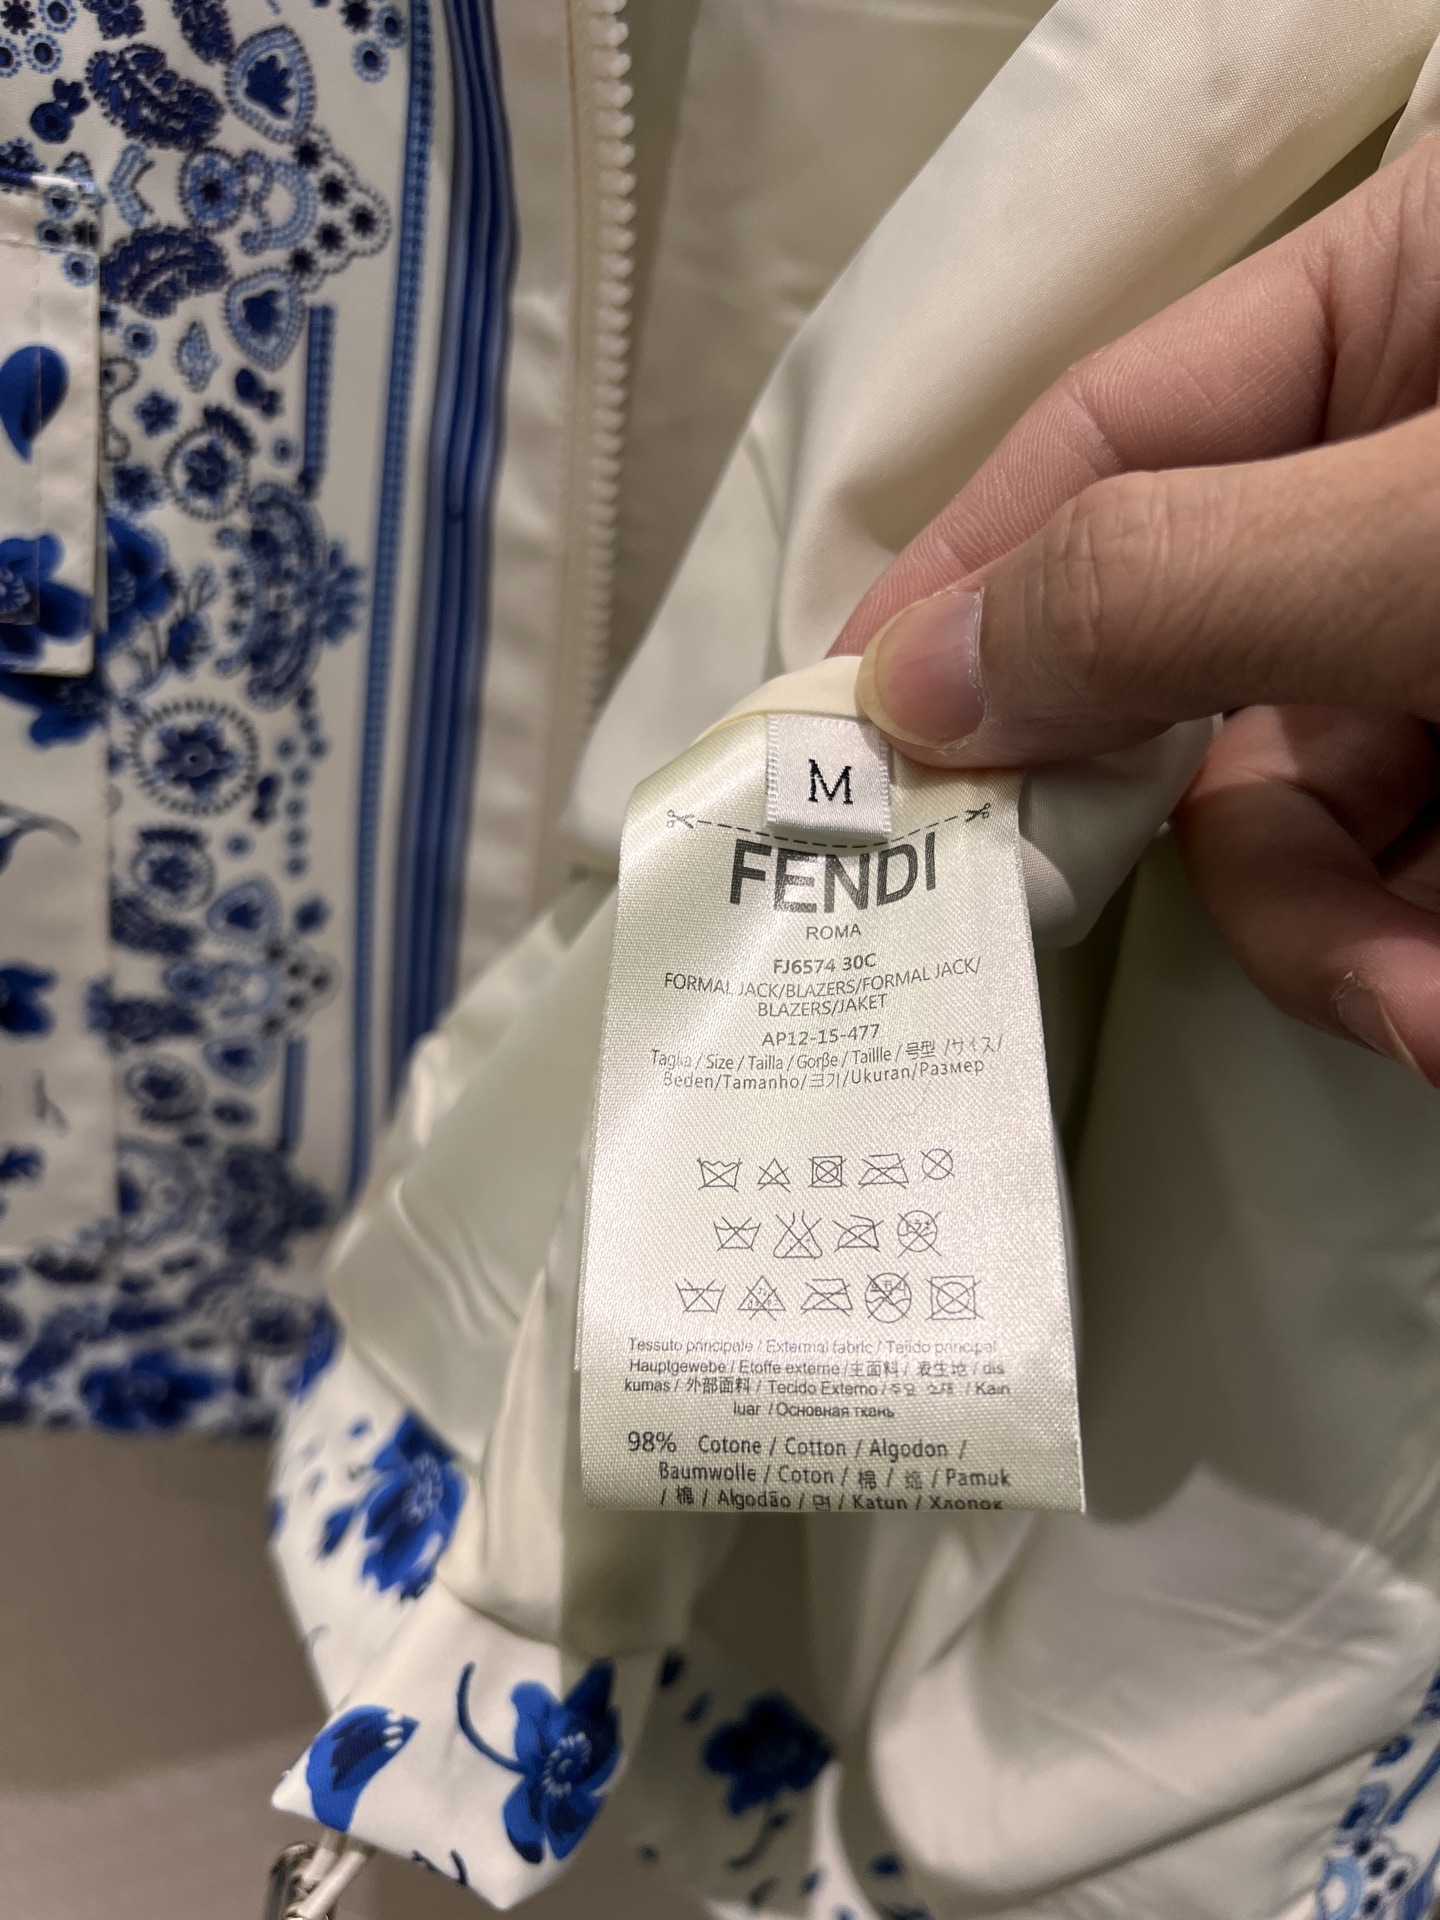 M
FENDI
ROMA
FJ6574 30C
FORMAL JACK/BLAZERS/FORMAL JACK/
BLAZERS/JAKET
AP12-15-477
Taglia / Size / Tailla / Gorße / Taillle / 号型 /サイズ/
Beden/Tamanho/크기/Ukuran/Размер
Tessuto principale / Extermal fabric / Tejido principal
Hauptgewebe / Etoffe externe /主面料 / 表生地 / dis
kumas / 外部面料 / Tecido Externo / 주요 소재 / Kain
luar / Основная ткань
98% Cotone / Cotton / Algodon /
Baumwolle / Coton / 棉 / 綿 / Pamuk
/ 棉 / Algodão / 면 / Katun / Хлопок